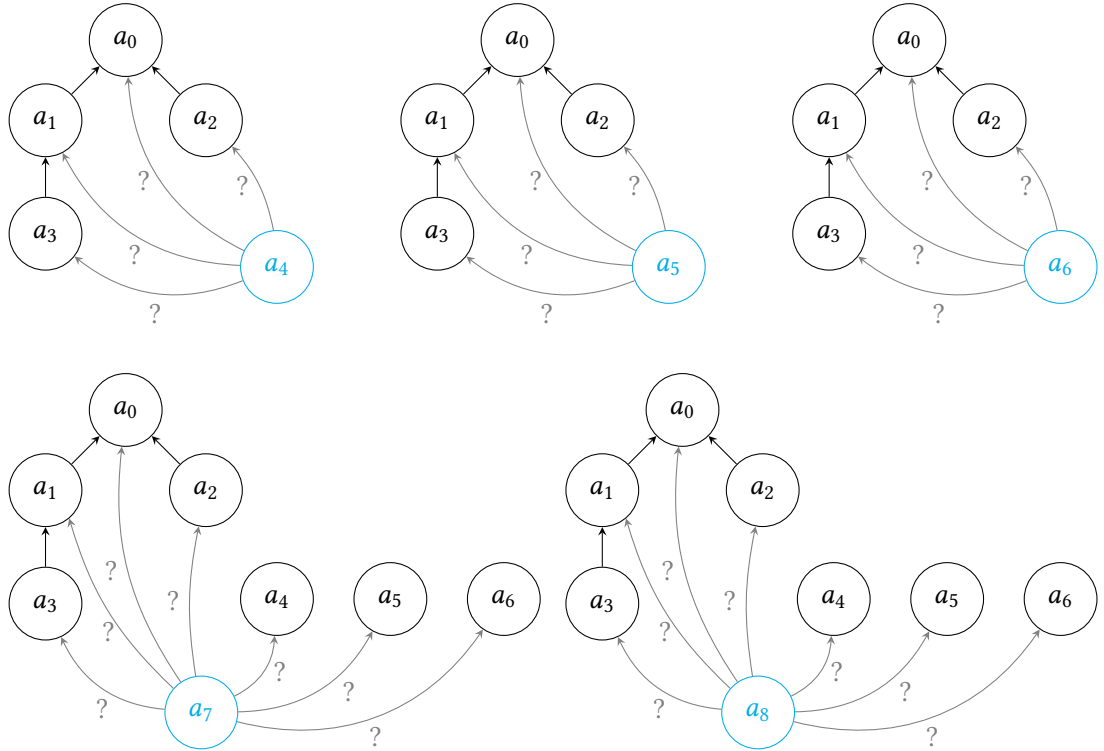 a₀ a₀ a₀
a₁ a₂ a₁ a₂ a₁ a₂
? ? ? ? ? ?
a₃ a₃ a₃
? a₄ ? a₅ ? a₆
? ? ?
a₀ a₀
a₁ a₂ a₁ a₂
? ?
a₃ ? a₄ a₅ a₆ a₃ ? a₄ a₅ a₆
? ?
? ?
? a₇ ? ? a₈ ?
? ?